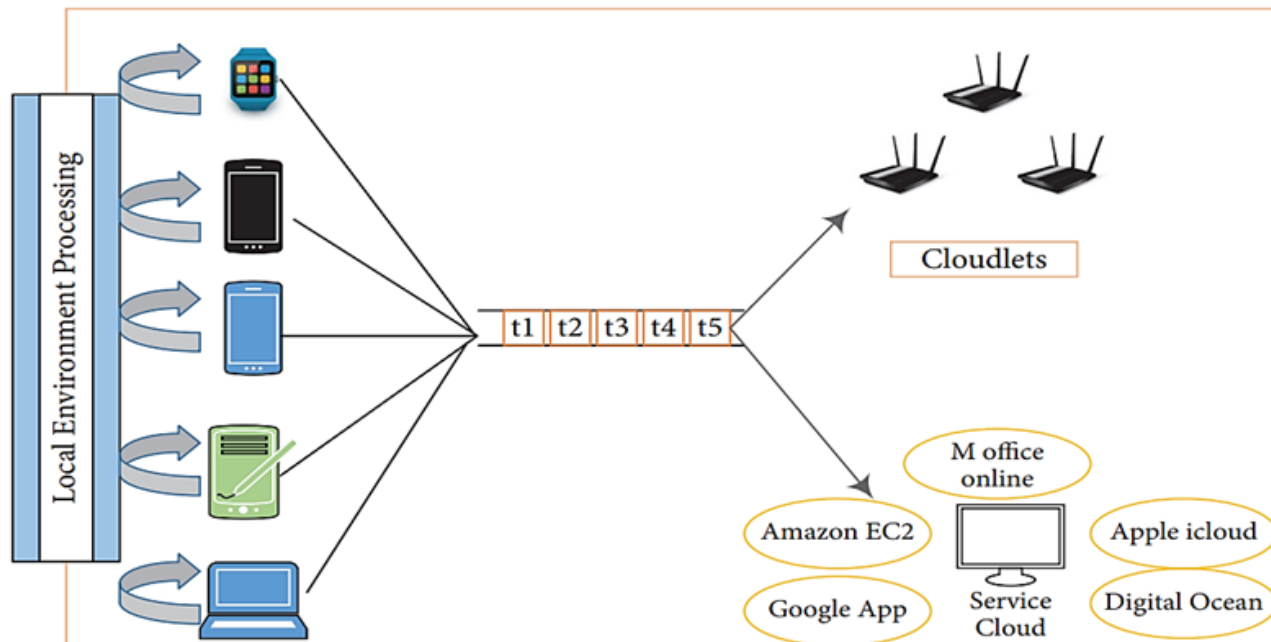 Local Environment Processing
t1 t2 t3 t4 t5
Cloudlets
M office
online
Amazon EC2
Apple icloud
Google App
Service
Cloud
Digital Ocean